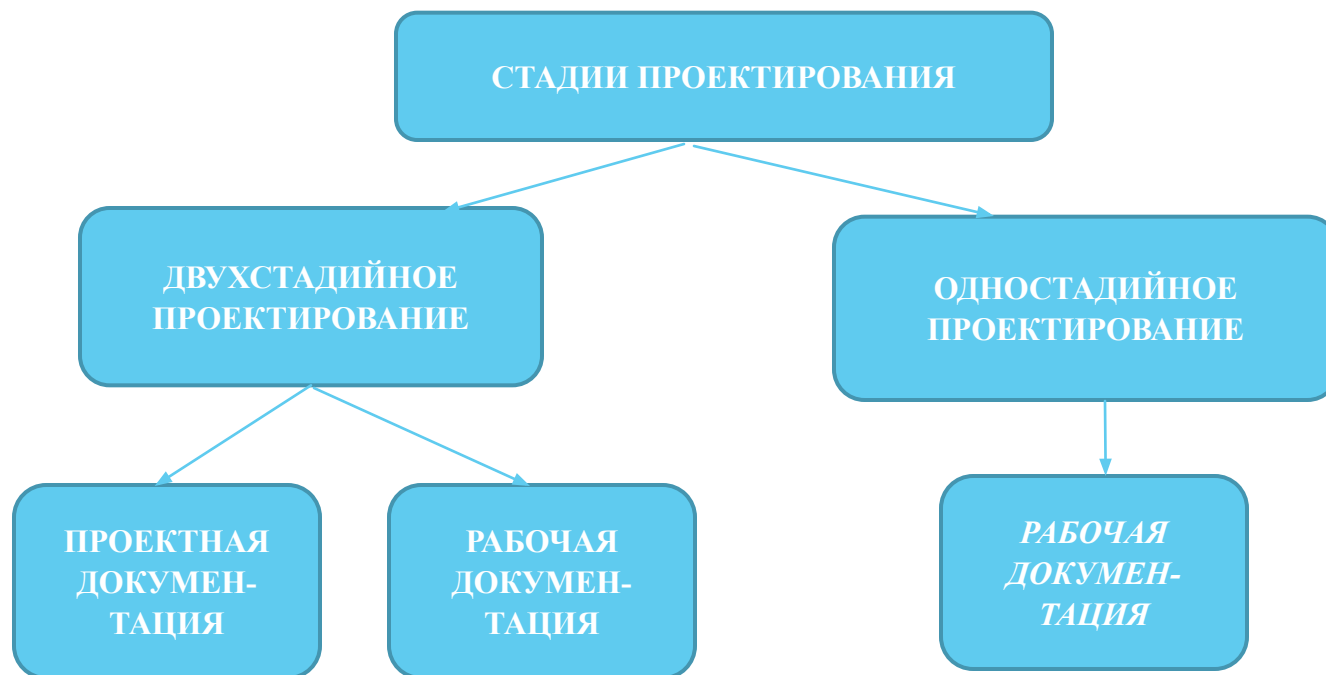 СТАДИИ ПРОЕКТИРОВАНИЯ
ДВУХСТАДИЙНОЕ
ПРОЕКТИРОВАНИЕ
ОДНОСТАДИЙНОЕ
ПРОЕКТИРОВАНИЕ
ПРОЕКТНАЯ
ДОКУМЕН-
ТАЦИЯ
РАБОЧАЯ
ДОКУМЕН-
ТАЦИЯ
РАБОЧАЯ
ДОКУМЕН-
ТАЦИЯ